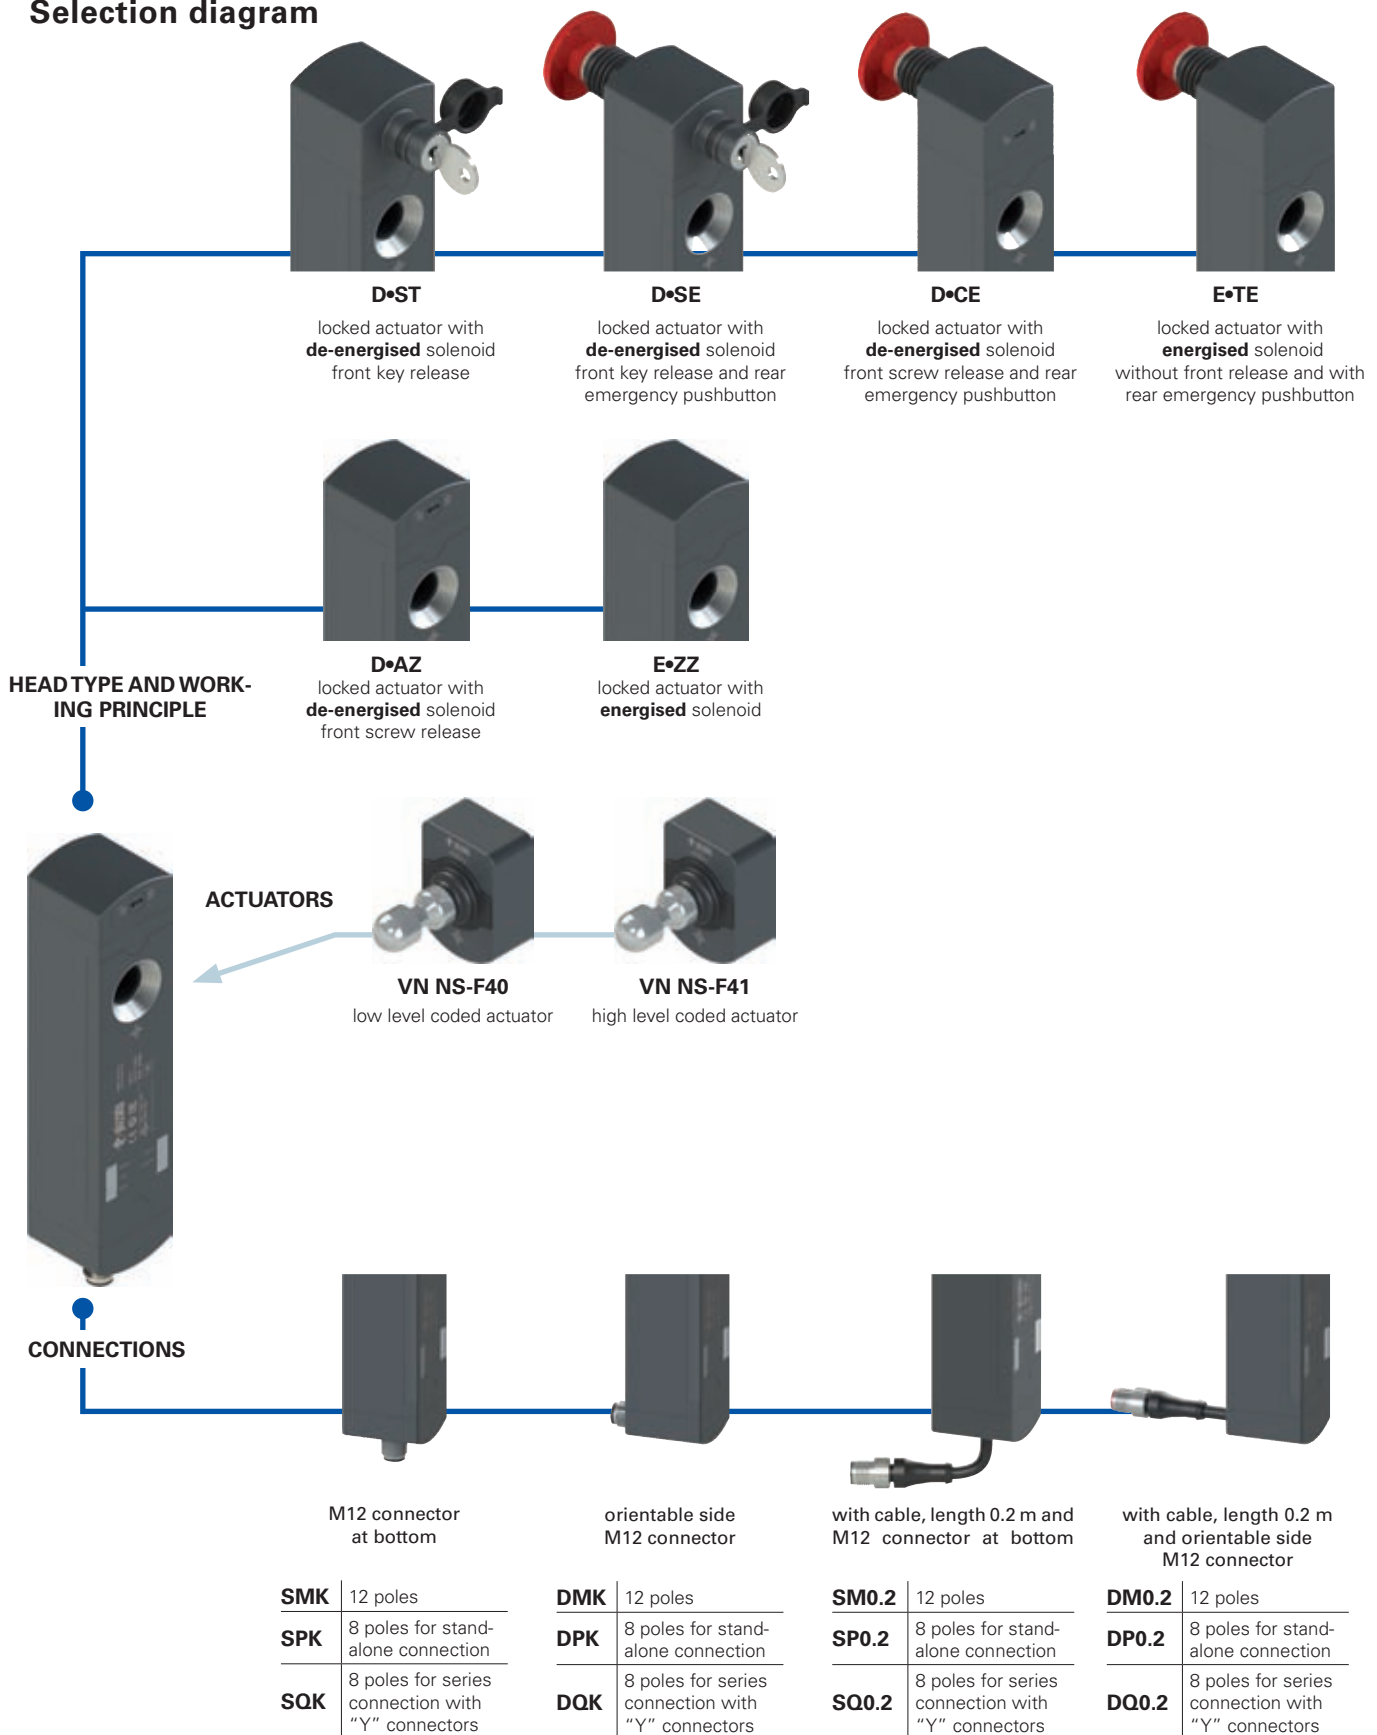 Selection diagram
D•ST
locked actuator with
de-energised solenoid
front key release
D•SE
locked actuator with
de-energised solenoid
front key release and rear
emergency pushbutton
D•CE
locked actuator with
de-energised solenoid
front screw release and rear
emergency pushbutton
E•TE
locked actuator with
energised solenoid
without front release and with
rear emergency pushbutton
D•AZ
locked actuator with
de-energised solenoid
front screw release
E•ZZ
locked actuator with
energised solenoid
HEAD TYPE AND WORK-
ING PRINCIPLE
ACTUATORS
VN NS-F40
low level coded actuator
VN NS-F41
high level coded actuator
CONNECTIONS
M12 connector
at bottom
SMK 12 poles
SPK 8 poles for stand-
alone connection
SQK 8 poles for series
connection with
“Y” connectors
orientable side
M12 connector
DMK 12 poles
DPK 8 poles for stand-
alone connection
DQK 8 poles for series
connection with
“Y” connectors
with cable, length 0.2 m and
M12 connector at bottom
SM0.2 12 poles
SP0.2 8 poles for stand-
alone connection
SQ0.2 8 poles for series
connection with
“Y” connectors
with cable, length 0.2 m
and orientable side
M12 connector
DM0.2 12 poles
DP0.2 8 poles for stand-
alone connection
DQ0.2 8 poles for series
connection with
“Y” connectors